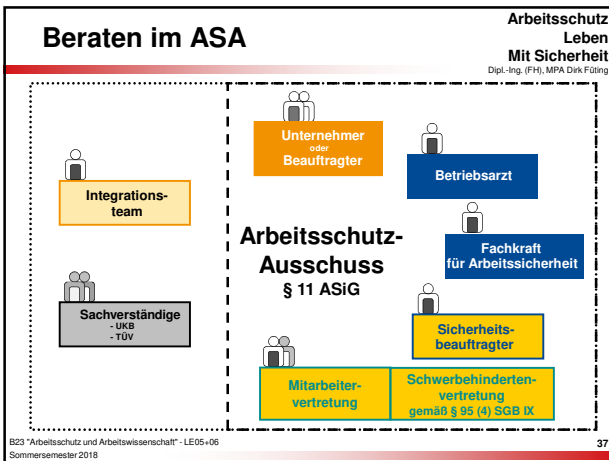 Beraten im ASA
Arbeitsschutz
Leben
Mit Sicherheit
Dipl.-Ing. (FH), MPA Dirk Füting
Unternehmer
oder
Beauftragter
Betriebsarzt
Integrations-
team
Arbeitsschutz-
Ausschuss
§ 11 ASiG
Fachkraft
für Arbeitssicherheit
Sachverständige
- UKB
- TÜV
Sicherheits-
beauftragter
Mitarbeiter-
vertretung
Schwerbehinderten-
vertretung
gemäß § 95 (4) SGB IX
B23 "Arbeitsschutz und Arbeitswissenschaft" - LE05+06
Sommersemester 2018
37